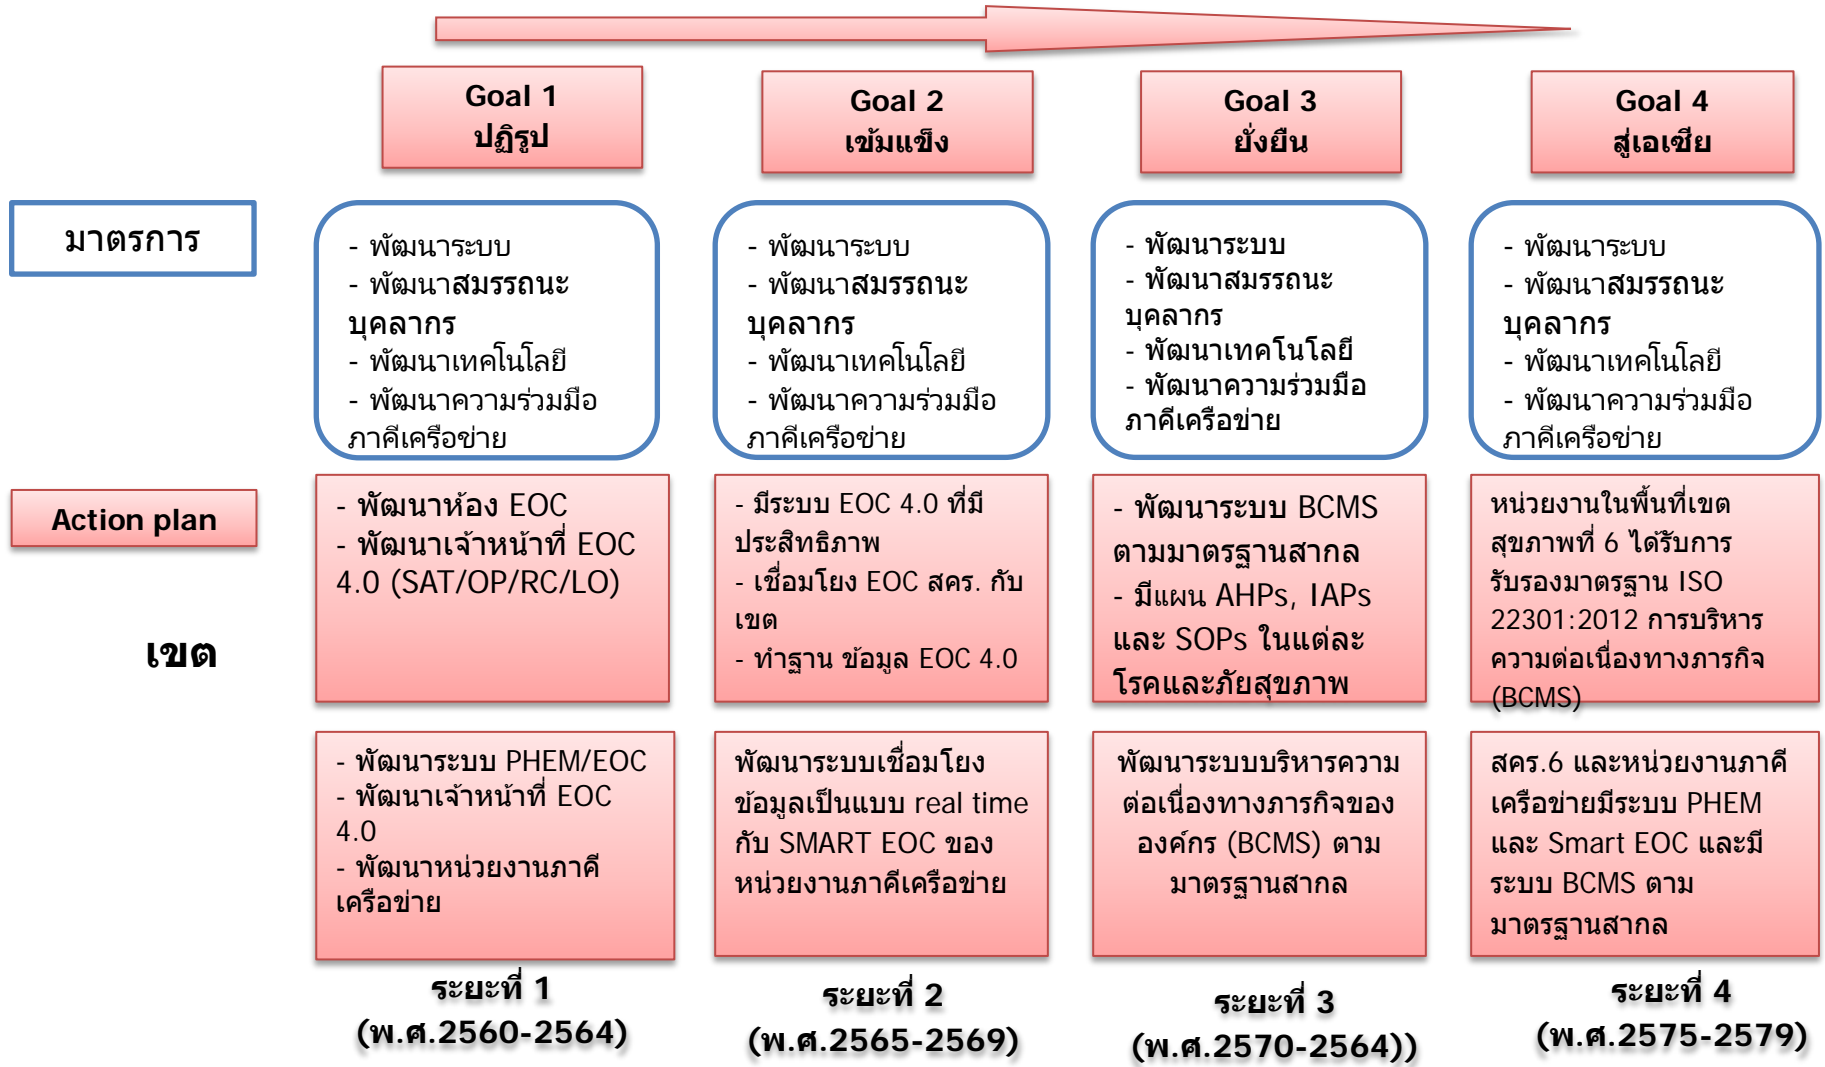 Goal 1
ปฏิรูป
Goal 2
เข้มแข็ง
Goal 3
ยั่งยืน
Goal 4
สู่เอเชีย
มาตรการ
- พัฒนาระบบ
- พัฒนาสมรรถนะ
บุคลากร
- พัฒนาเทคโนโลยี
- พัฒนาความร่วมมือ
ภาคีเครือข่าย
- พัฒนาระบบ
- พัฒนาสมรรถนะ
บุคลากร
- พัฒนาเทคโนโลยี
- พัฒนาความร่วมมือ
ภาคีเครือข่าย
- พัฒนาระบบ
- พัฒนาสมรรถนะ
บุคลากร
- พัฒนาเทคโนโลยี
- พัฒนาความร่วมมือ
ภาคีเครือข่าย
- พัฒนาระบบ
- พัฒนาสมรรถนะ
บุคลากร
- พัฒนาเทคโนโลยี
- พัฒนาความร่วมมือ
ภาคีเครือข่าย
Action plan
เขต
- พัฒนาห้อง EOC
- พัฒนาเจ้าหน้าที่ EOC
4.0 (SAT/OP/RC/LO)
- มีระบบ EOC 4.0 ที่มี
ประสิทธิภาพ
- เชื่อมโยง EOC สคร. กับ
เขต
- ทำฐาน ข้อมูล EOC 4.0
- พัฒนาระบบ BCMS
ตามมาตรฐานสากล
- มีแผน AHPs, IAPs
และ SOPs ในแต่ละ
โรคและภัยสุขภาพ
หน่วยงานในพื้นที่เขต
สุขภาพที่ 6 ได้รับการ
รับรองมาตรฐาน ISO
22301:2012 การบริหาร
ความต่อเนื่องทางภารกิจ
(BCMS)
- พัฒนาระบบ PHEM/EOC
- พัฒนาเจ้าหน้าที่ EOC
4.0
- พัฒนาหน่วยงานภาคี
เครือข่าย
พัฒนาระบบเชื่อมโยง
ข้อมูลเป็นแบบ real time
กับ SMART EOC ของ
หน่วยงานภาคีเครือข่าย
พัฒนาระบบบริหารความ
ต่อเนื่องทางภารกิจของ
องค์กร (BCMS) ตาม
มาตรฐานสากล
สคร.6 และหน่วยงานภาคี
เครือข่ายมีระบบ PHEM
และ Smart EOC และมี
ระบบ BCMS ตาม
มาตรฐานสากล
ระยะที่ 1
(พ.ศ.2560-2564)
ระยะที่ 2
(พ.ศ.2565-2569)
ระยะที่ 3
(พ.ศ.2570-2564))
ระยะที่ 4
(พ.ศ.2575-2579)